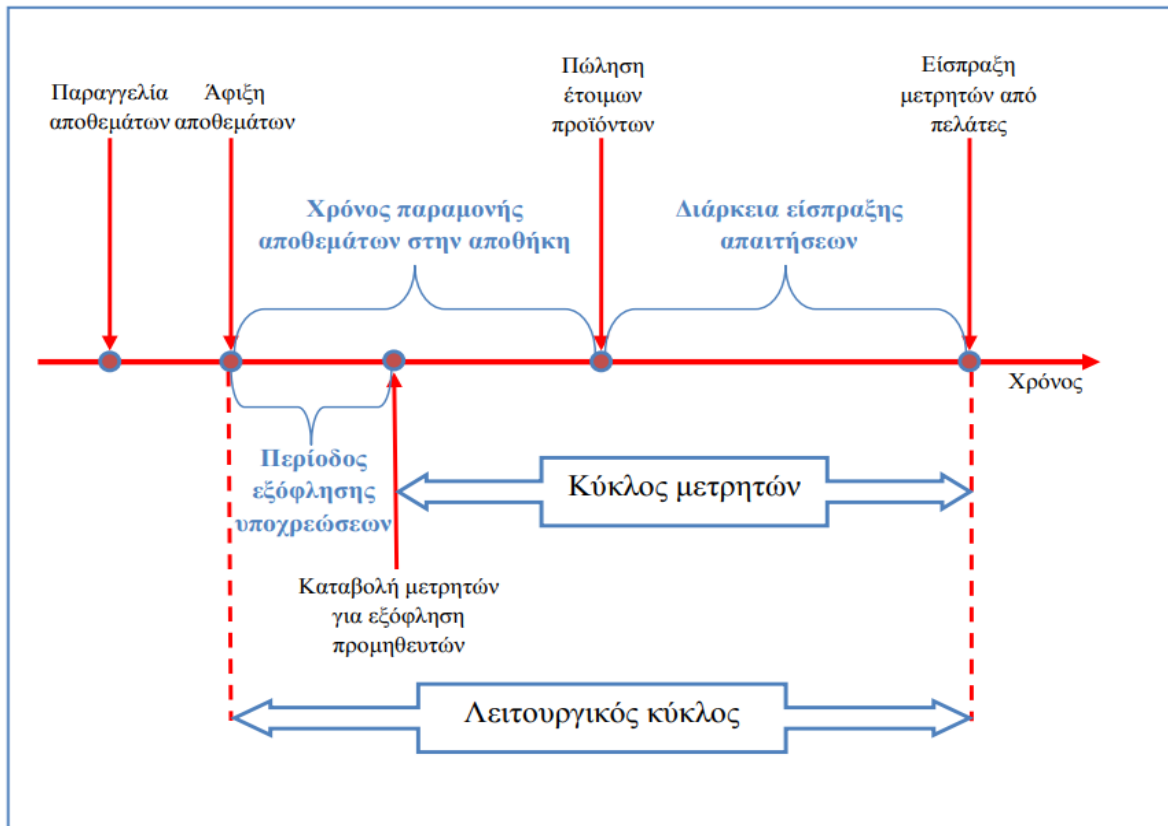 Παραγγελία
αποθεμάτων
Άφιξη
αποθεμάτων
Πώληση
έτοιμων
προϊόντων
Είσπραξη
μετρητών από
πελάτες
Χρόνος παραμονής
αποθεμάτων στην αποθήκη
Διάρκεια είσπραξης
απαιτήσεων
Χρόνος
Περίοδος
εξόφλησης
υποχρεώσεων
Κύκλος μετρητών
Καταβολή μετρητών
για εξόφληση
προμηθευτών
Λειτουργικός κύκλος